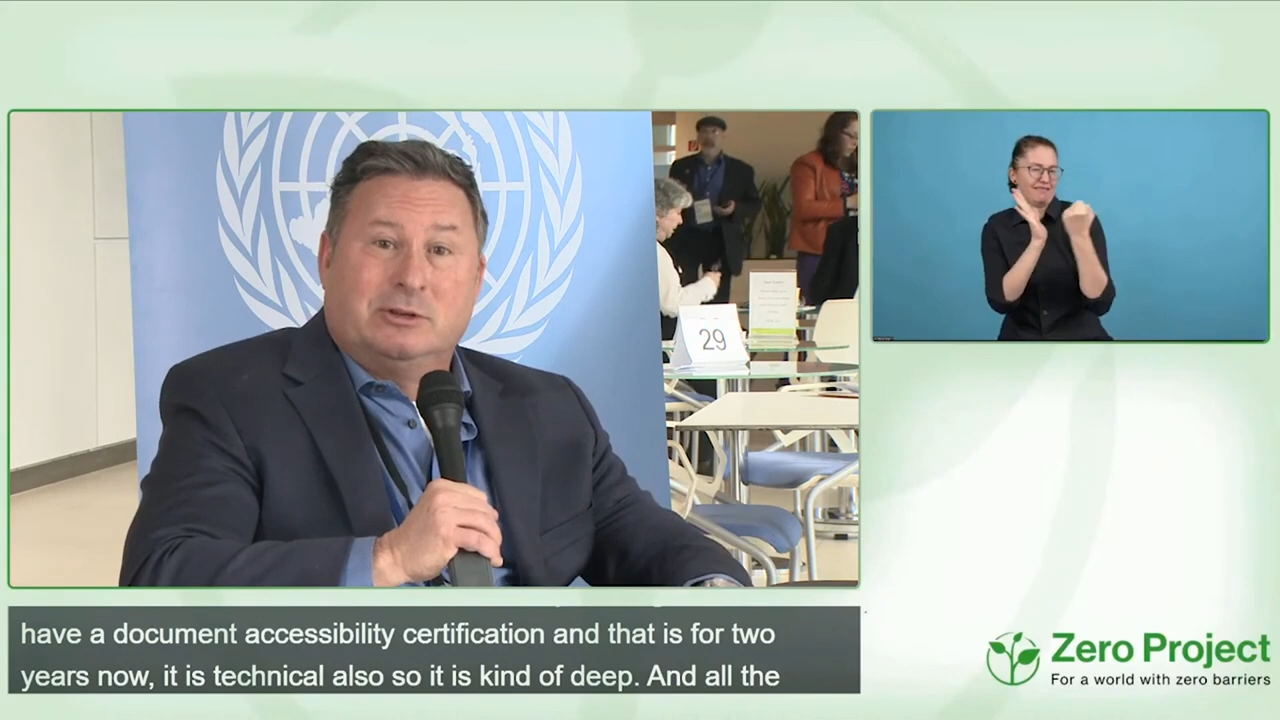 29
have a document accessibility certification and that is for two
years now, it is technical also so it is kind of deep. And all the
Zero Project
For a world with zero barriers